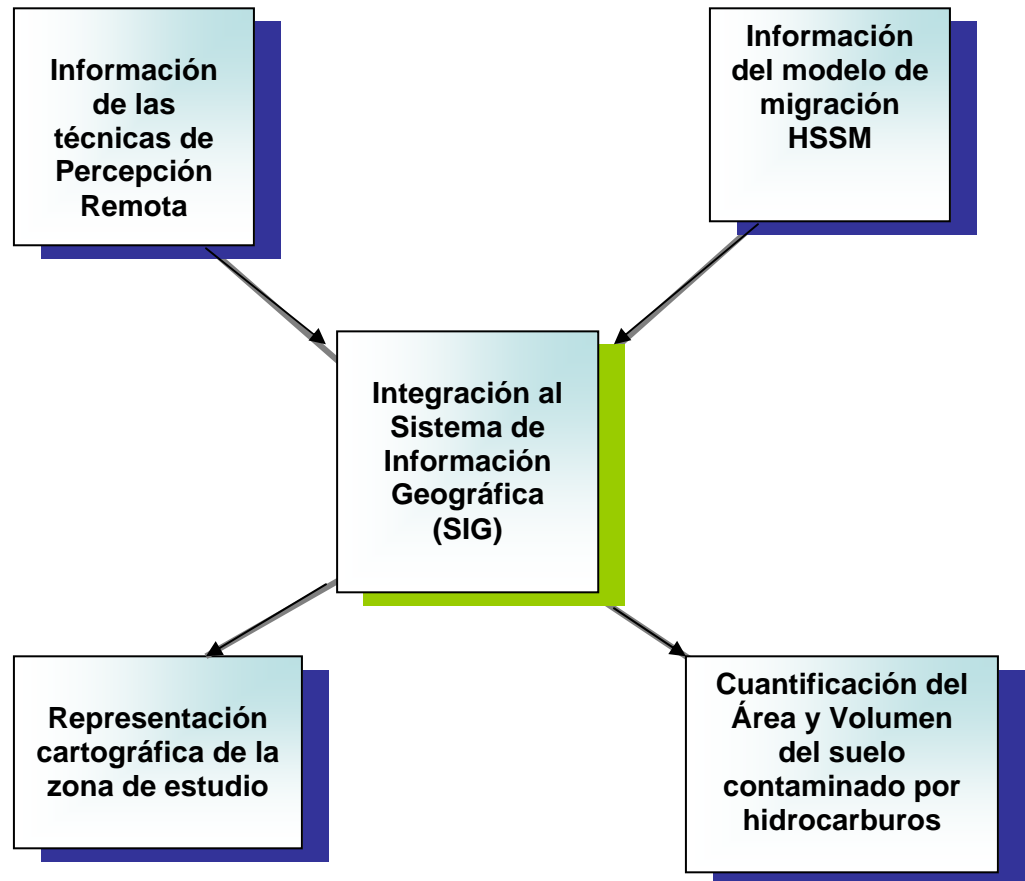 Información
de las
técnicas de
Percepción
Remota
Información
del modelo de
migración
HSSM
Integración al
Sistema de
Información
Geográfica
(SIG)
Representación
cartográfica de la
zona de estudio
Cuantificación del
Área y Volumen
del suelo
contaminado por
hidrocarburos